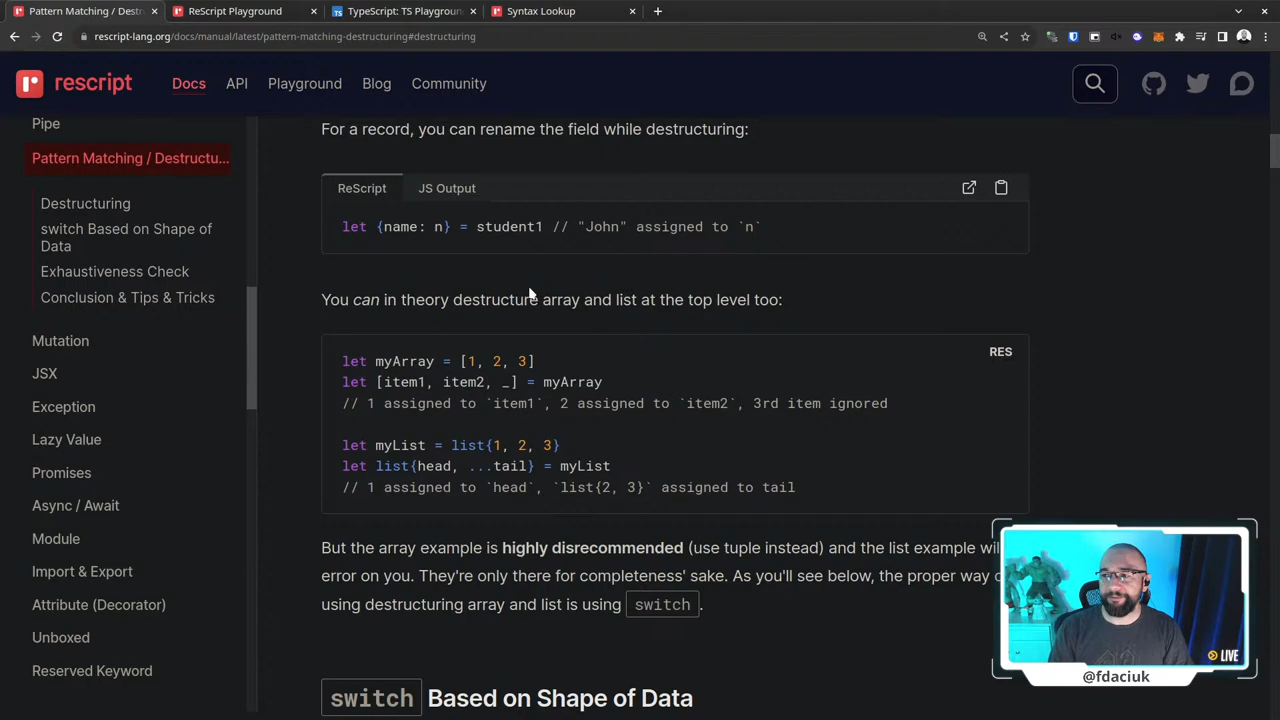 Pattern Matching / Destr
ReScript Playground
TypeScript: TS Playgroun
Syntax Lookup
rescript-lang.org/docs/manual/latest/pattern-matching-destructuring#destructuring
rescript
Docs
API
Playground
Blog
Community
Pipe
Pattern Matching / Destructu...
Destructuring
switch Based on Shape of
Data
Exhaustiveness Check
Conclusion & Tips & Tricks
Mutation
JSX
Exception
Lazy Value
Promises
Async / Await
Module
Import & Export
Attribute (Decorator)
Unboxed
Reserved Keyword
For a record, you can rename the field while destructuring:
ReScript
JS Output
let {name: n} = student1 // "John" assigned to `n`
You can in theory destructure array and list at the top level too:
RES
let myArray = [1, 2, 3]
let [item1, item2, _] = myArray
// 1 assigned to `item1`, 2 assigned to `item2`, 3rd item ignored
let myList = list{1, 2, 3}
let list{head, ...tail} = myList
// 1 assigned to `head`, `list{2, 3}` assigned to tail
But the array example is highly disrecommended (use tuple instead) and the list example wil
error on you. They're only there for completeness' sake. As you'll see below, the proper way
using destructuring array and list is using switch.
switch Based on Shape of Data
LIVE
@fdaciuk